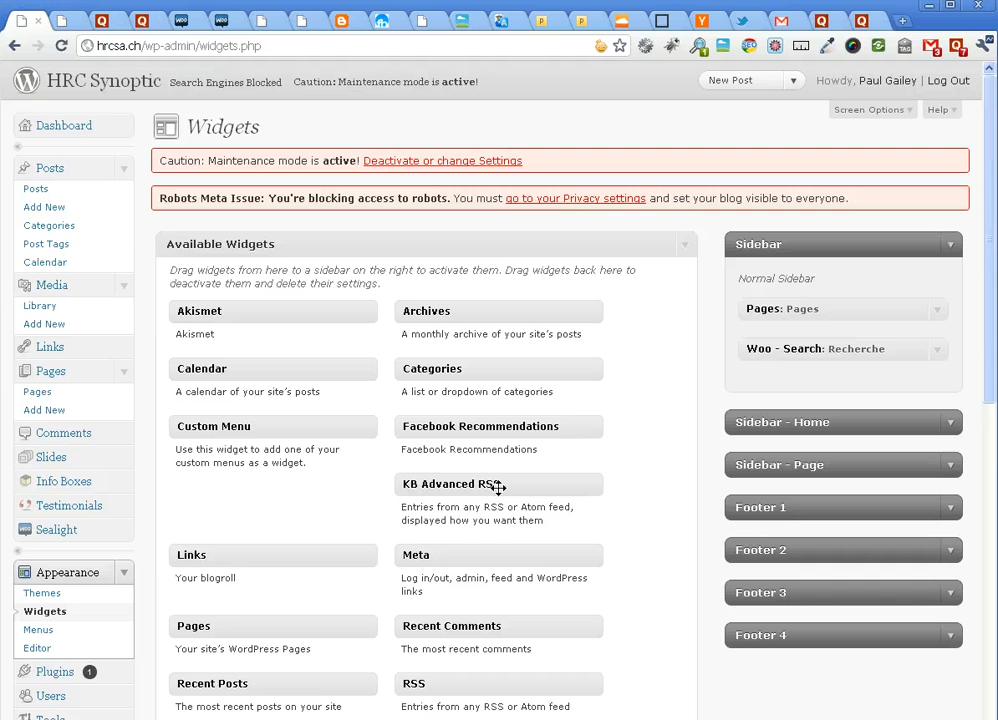 hrcsa.ch/wp-admin/widgets.php
HRC Synoptic Search Engines Blocked Caution: Maintenance mode is active! New Post Howdy, Paul Gailey | Log Out
Screen Options Help
Dashboard
Posts
Posts
Add New
Categories
Post Tags
Calendar
Media
Library
Add New
Links
Pages
Pages
Add New
Comments
Slides
Info Boxes
Testimonials
Sealight
Appearance
Themes
Widgets
Menus
Editor
Plugins 1
Users
Tools
Widgets
Caution: Maintenance mode is active! Deactivate or change Settings
Robots Meta Issue: You're blocking access to robots. You must go to your Privacy settings and set your blog visible to everyone.
Available Widgets
Drag widgets from here to a sidebar on the right to activate them. Drag widgets back here to
deactivate them and delete their settings.
Akismet
Akismet
Archives
A monthly archive of your site's posts
Calendar
A calendar of your site's posts
Categories
A list or dropdown of categories
Custom Menu
Use this widget to add one of your
custom menus as a widget.
Facebook Recommendations
Facebook Recommendations
KB Advanced RSS
Entries from any RSS or Atom feed,
displayed how you want them
Links
Your blogroll
Meta
Log in/out, admin, feed and WordPress
links
Pages
Your site's WordPress Pages
Recent Comments
The most recent comments
Recent Posts
The most recent posts on your site
RSS
Entries from any RSS or Atom feed
Sidebar
Normal Sidebar
Pages: Pages
Woo - Search: Recherche
Sidebar - Home
Sidebar - Page
Footer 1
Footer 2
Footer 3
Footer 4